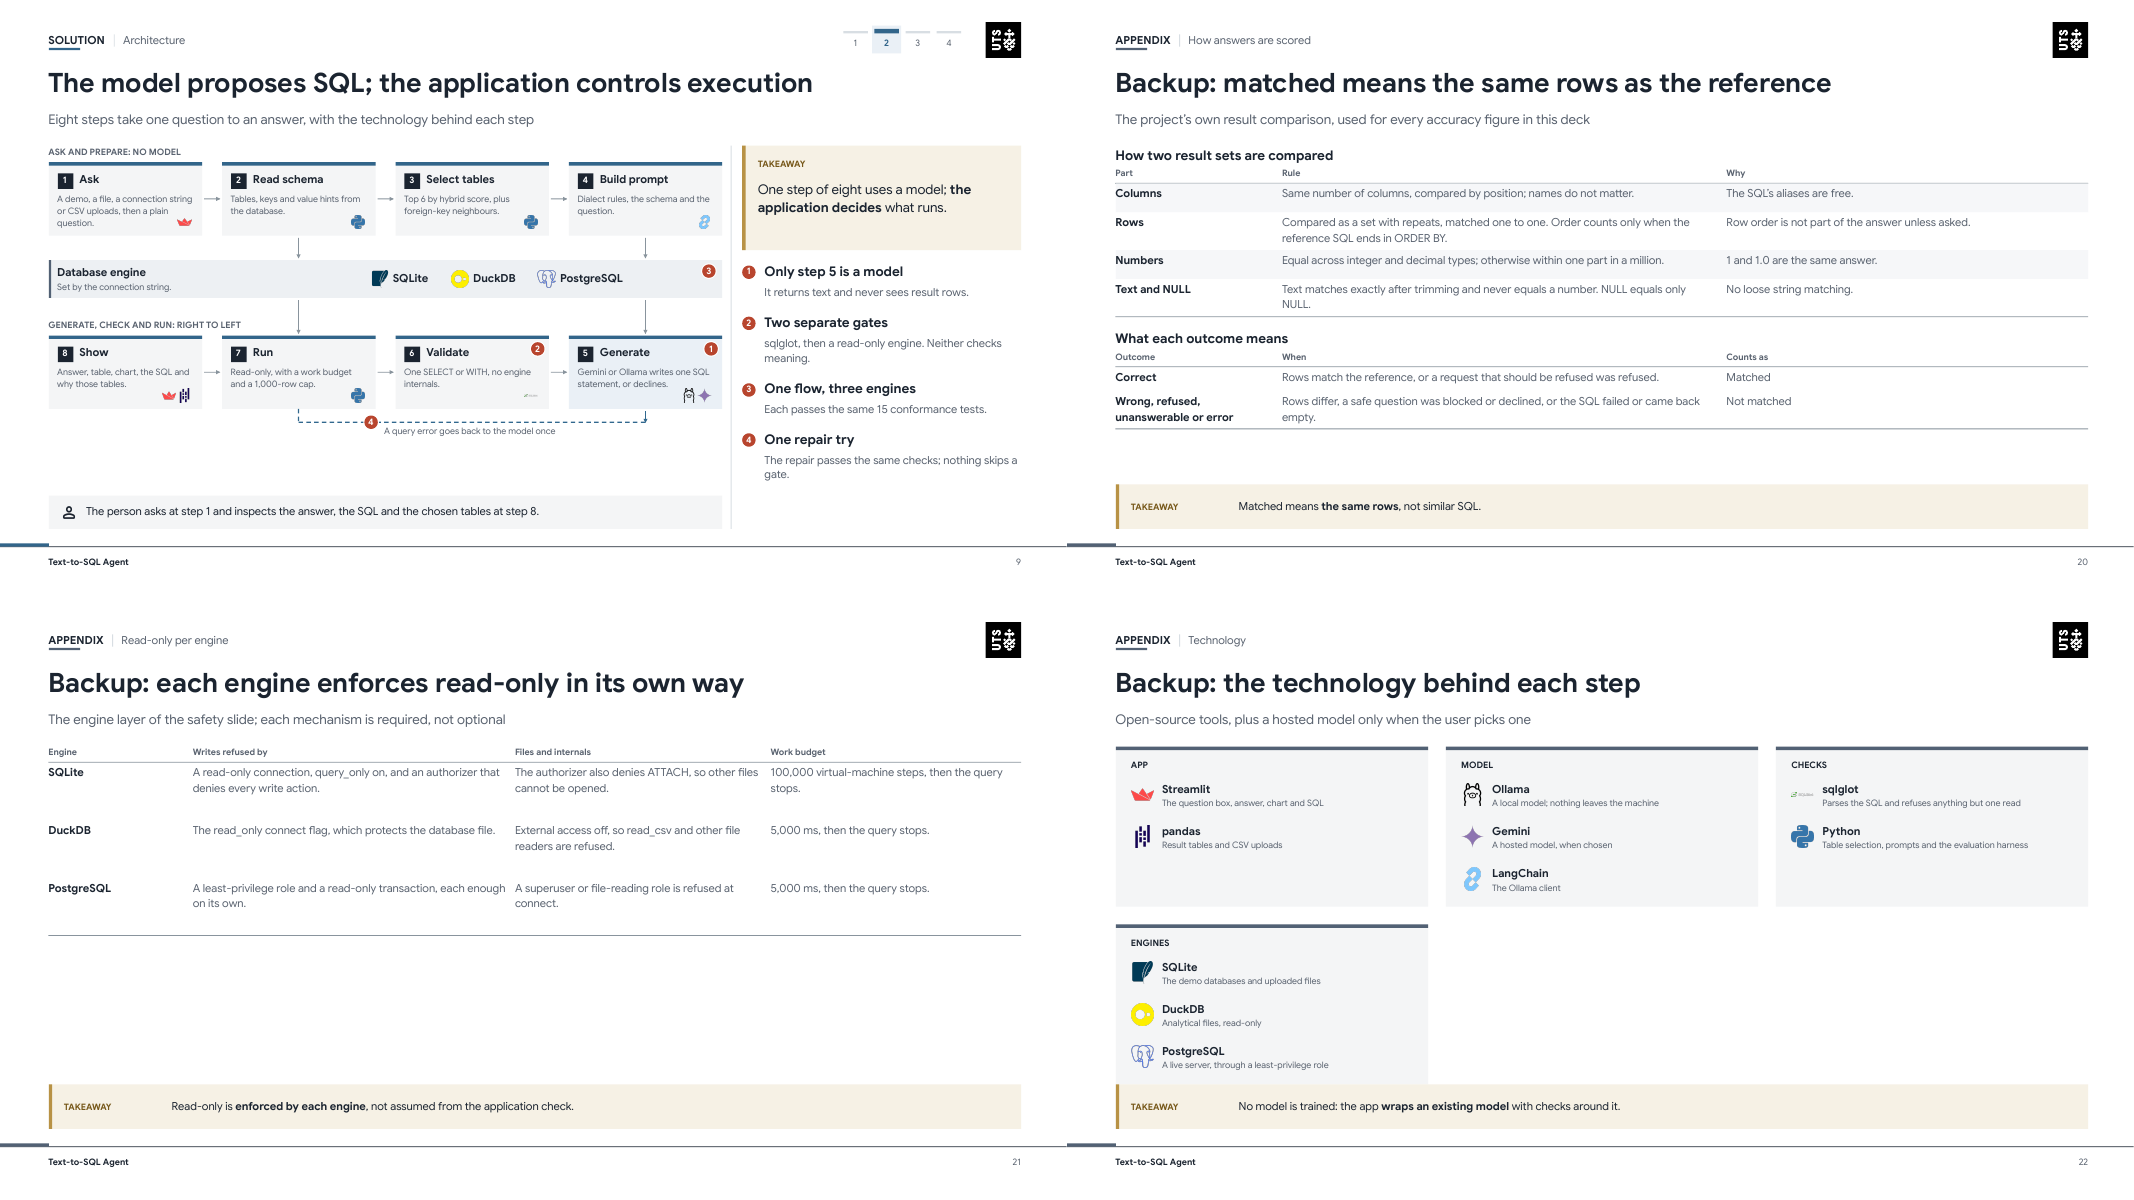 SOLUTION | Architecture
1 2 3 4
UTS
The model proposes SQL; the application controls execution
Eight steps take one question to an answer, with the technology behind each step
ASK AND PREPARE: NO MODEL
1 Ask
A demo, a file, a connection string
or CSV uploads, then a plain
question.
2 Read schema
Tables, keys and value hints from
the database.
3 Select tables
Top 6 by hybrid score, plus
foreign-key neighbours.
4 Build prompt
Dialect rules, the schema and the
question.
Database engine
Set by the connection string.
SQLite
DuckDB
PostgreSQL
3
GENERATE, CHECK AND RUN: RIGHT TO LEFT
8 Show
Answer, table, chart, the SQL and
why those tables.
7 Run
Read-only, with a work budget
and a 1,000-row cap.
6 Validate
2
One SELECT or WITH, no engine
internals.
5 Generate
1
Gemini or Ollama writes one SQL
statement, or declines.
4
A query error goes back to the model once
The person asks at step 1 and inspects the answer, the SQL and the chosen tables at step 8.
TAKEAWAY
One step of eight uses a model; the
application decides what runs.
1 Only step 5 is a model
It returns text and never sees result rows.
2 Two separate gates
sqlglot, then a read-only engine. Neither checks
meaning.
3 One flow, three engines
Each passes the same 15 conformance tests.
4 One repair try
The repair passes the same checks; nothing skips a
gate.
Text-to-SQL Agent
9
APPENDIX | How answers are scored
UTS
Backup: matched means the same rows as the reference
The project's own result comparison, used for every accuracy figure in this deck
How two result sets are compared
Part Rule Why
Columns Same number of columns, compared by position; names do not matter. The SQL's aliases are free.
Rows Compared as a set with repeats, matched one to one. Order counts only when the Row order is not part of the answer unless asked.
reference SQL ends in ORDER BY.
Numbers Equal across integer and decimal types; otherwise within one part in a million. 1 and 1.0 are the same answer.
Text and NULL Text matches exactly after trimming and never equals a number. NULL equals only No loose string matching.
NULL.
What each outcome means
Outcome When Counts as
Correct Rows match the reference, or a request that should be refused was refused. Matched
Wrong, refused, Rows differ, a safe question was blocked or declined, or the SQL failed or came back Not matched
unanswerable or error empty.
TAKEAWAY Matched means the same rows, not similar SQL.
Text-to-SQL Agent
20
APPENDIX | Read-only per engine
UTS
Backup: each engine enforces read-only in its own way
The engine layer of the safety slide; each mechanism is required, not optional
Engine Writes refused by Files and internals Work budget
SQLite A read-only connection, query_only on, and an authorizer that The authorizer also denies ATTACH, so other files 100,000 virtual-machine steps, then the query
denies every write action. cannot be opened. stops.
DuckDB The read_only connect flag, which protects the database file. External access off, so read_csv and other file 5,000 ms, then the query stops.
readers are refused.
PostgreSQL A least-privilege role and a read-only transaction, each enough A superuser or file-reading role is refused at 5,000 ms, then the query stops.
on its own. connect.
TAKEAWAY Read-only is enforced by each engine, not assumed from the application check.
Text-to-SQL Agent
21
APPENDIX | Technology
UTS
Backup: the technology behind each step
Open-source tools, plus a hosted model only when the user picks one
APP
Streamlit
The question box, answer, chart and SQL
pandas
Result tables and CSV uploads
MODEL
Ollama
A local model; nothing leaves the machine
Gemini
A hosted model, when chosen
LangChain
The Ollama client
CHECKS
sqlglot
Parses the SQL and refuses anything but one read
Python
Table selection, prompts and the evaluation harness
ENGINES
SQLite
The demo databases and uploaded files
DuckDB
Analytical files, read-only
PostgreSQL
A live server, through a least-privilege role
TAKEAWAY No model is trained: the app wraps an existing model with checks around it.
Text-to-SQL Agent
22